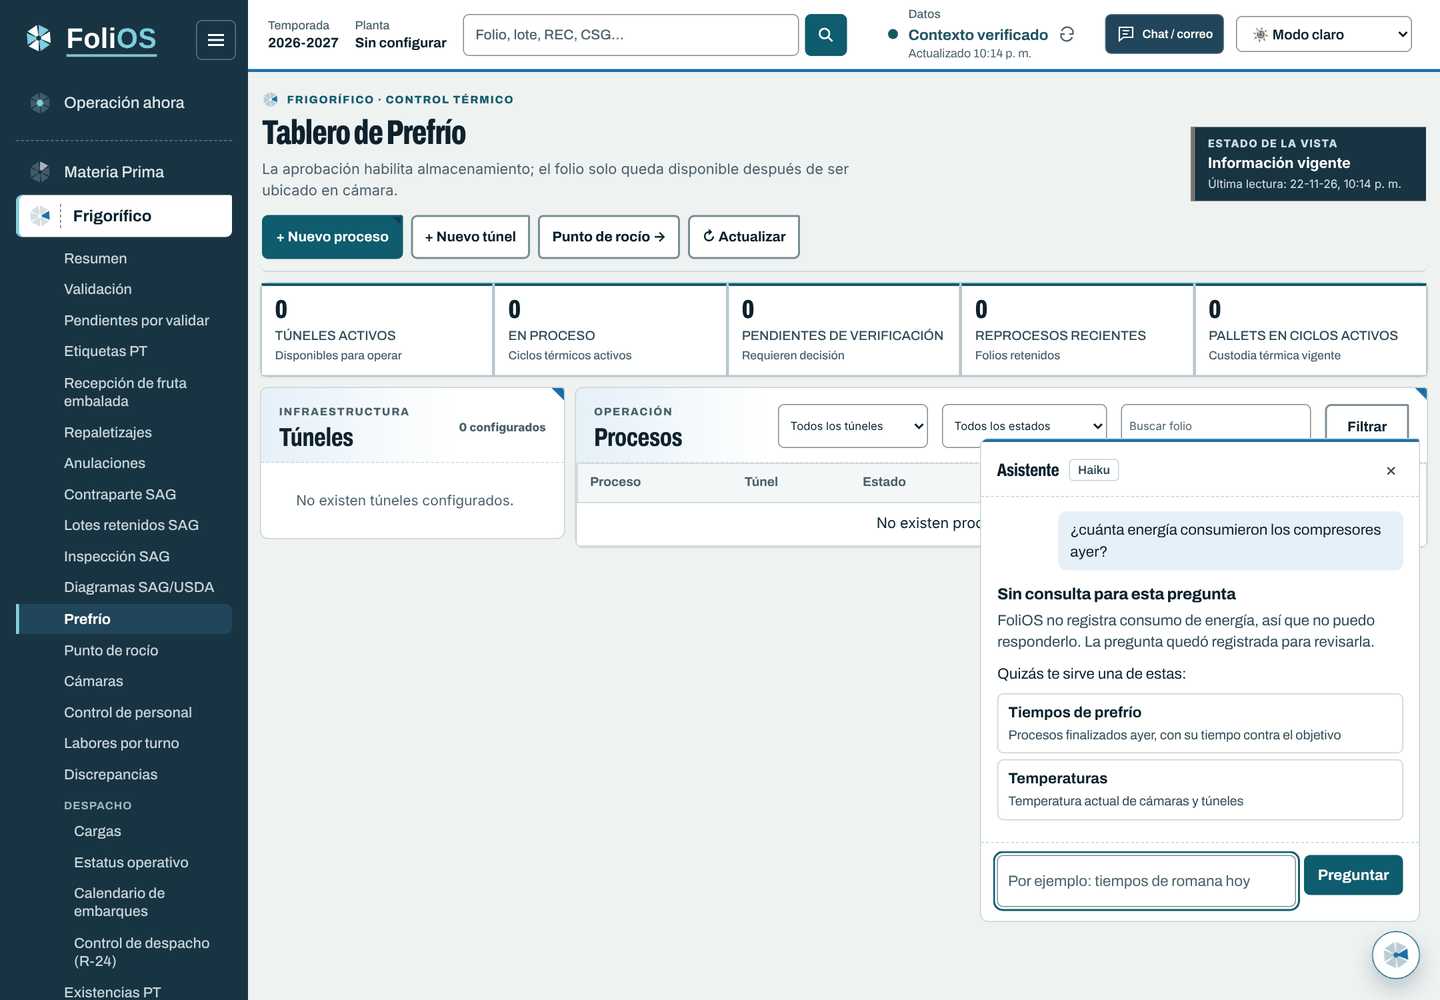 FoliOS
Operación ahora
Materia Prima
Frigorífico
Resumen
Validación
Pendientes por validar
Etiquetas PT
Recepción de fruta
embalada
Repaletizajes
Anulaciones
Contraparte SAG
Lotes retenidos SAG
Inspección SAG
Diagramas SAG/USDA
Prefrío
Punto de rocío
Cámaras
Control de personal
Labores por turno
Discrepancias
DESPACHO
Cargas
Estatus operativo
Calendario de
embarques
Control de despacho
(R-24)
Existencias PT
Temporada
2026-2027
Planta
Sin configurar
Folio, lote, REC, CSG...
Datos
Contexto verificado
Actualizado 10:14 p. m.
Chat / correo
Modo claro
FRIGORÍFICO · CONTROL TÉRMICO
Tablero de Prefrío
La aprobación habilita almacenamiento; el folio solo queda disponible después de ser
ubicado en cámara.
ESTADO DE LA VISTA
Información vigente
Última lectura: 22-11-26, 10:14 p. m.
+ Nuevo proceso
+ Nuevo túnel
Punto de rocío →
↻ Actualizar
0
TÚNELES ACTIVOS
Disponibles para operar
0
EN PROCESO
Ciclos térmicos activos
0
PENDIENTES DE VERIFICACIÓN
Requieren decisión
0
REPROCESOS RECIENTES
Folios retenidos
0
PALLETS EN CICLOS ACTIVOS
Custodia térmica vigente
INFRAESTRUCTURA
Túneles
0 configurados
No existen túneles configurados.
OPERACIÓN
Procesos
Todos los túneles
Todos los estados
Buscar folio
Filtrar
Proceso Túnel Estado
No existen proc
Asistente
Haiku
×
¿cuánta energía consumieron los compresores
ayer?
Sin consulta para esta pregunta
FoliOS no registra consumo de energía, así que no puedo
responderlo. La pregunta quedó registrada para revisarla.
Quizás te sirve una de estas:
Tiempos de prefrío
Procesos finalizados ayer, con su tiempo contra el objetivo
Temperaturas
Temperatura actual de cámaras y túneles
Por ejemplo: tiempos de romana hoy
Preguntar